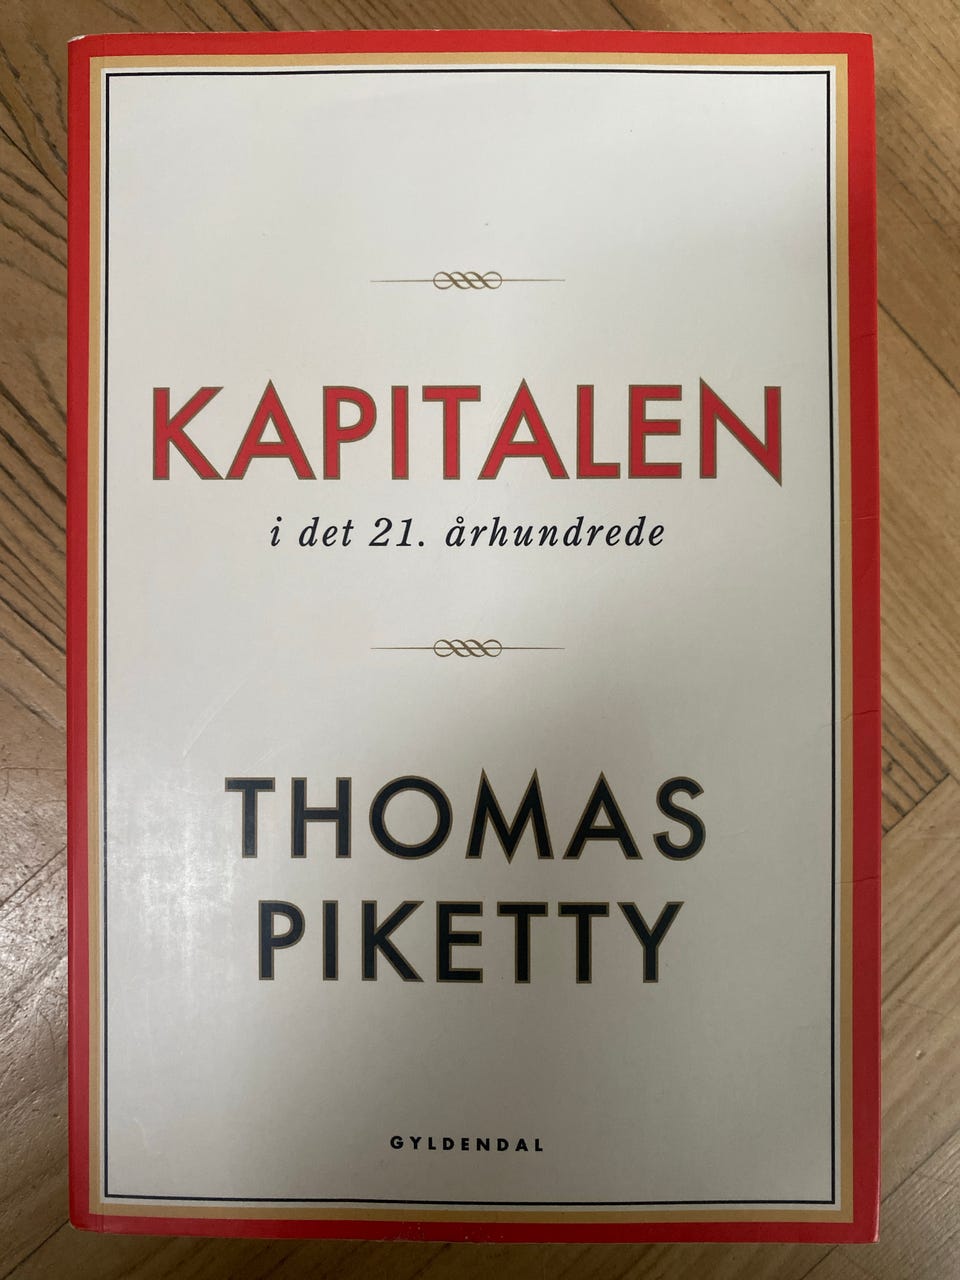 KAPITALEN
i det 21. århundrede
THOMAS
PIKETTY
GYLDENDAL